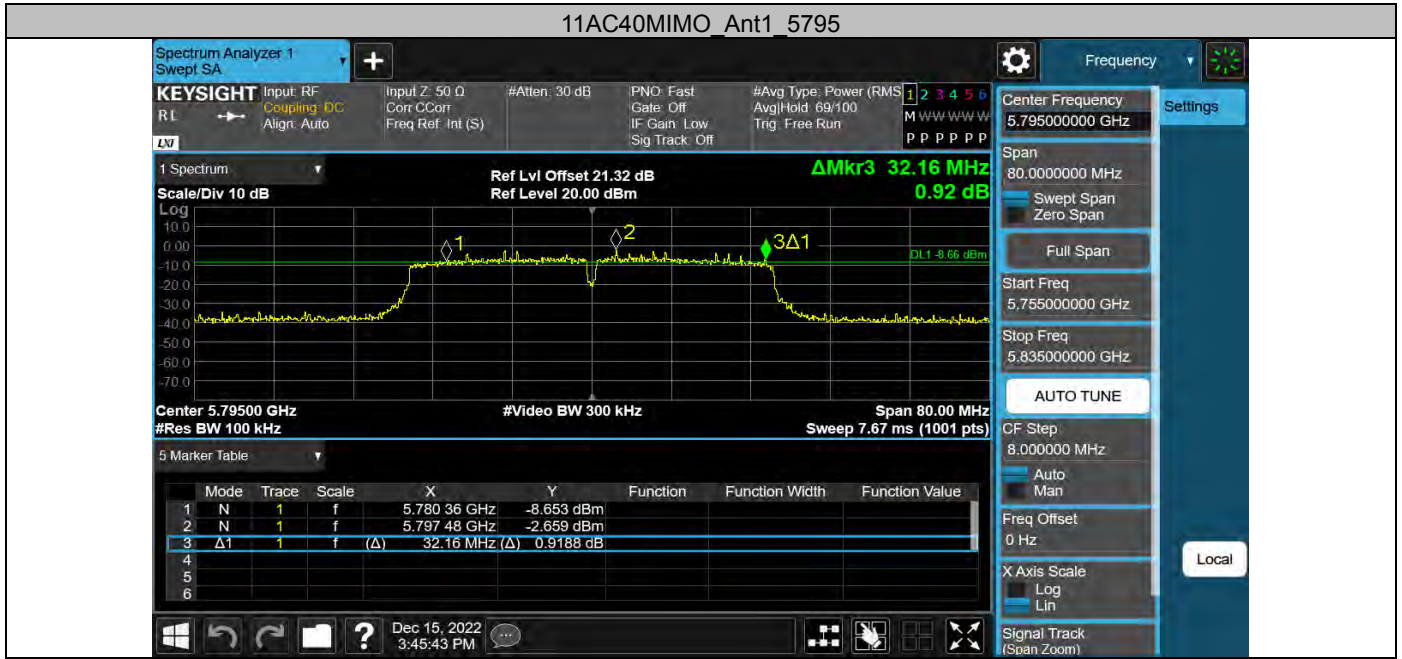 11AC40MIMO_Ant1_5795
Spectrum Analyzer 1
Swept SA
+
Frequency
KEYSIGHT
RL
LXI
Input: RF
Coupling: DC
Align: Auto
Input Z: 50 Ω
Corr CCorr
Freq Ref: Int (S)
#Atten: 30 dB
PNO: Fast
Gate: Off
IF Gain: Low
Sig Track: Off
#Avg Type: Power (RMS
Avg|Hold: 69/100
Trig: Free Run
1 2 3 4 5 6
M W W W W W
P P P P P P
Center Frequency
5.795000000 GHz
Settings
1 Spectrum
Ref Lvl Offset 21.32 dB
ΔMkr3 32.16 MHz
Scale/Div 10 dB
Ref Level 20.00 dBm
0.92 dB
Log
10.0
0.00
-10.0
-20.0
-30.0
-40.0
-50.0
-60.0
-70.0
1
2
3Δ1
DL1 -8.66 dBm
Center 5.79500 GHz
#Video BW 300 kHz
Span 80.00 MHz
#Res BW 100 kHz
Sweep 7.67 ms (1001 pts)
Span
80.0000000 MHz
Swept Span
Zero Span
Full Span
Start Freq
5.755000000 GHz
Stop Freq
5.835000000 GHz
AUTO TUNE
CF Step
8.000000 MHz
Auto
Man
Freq Offset
0 Hz
X Axis Scale
Log
Lin
Signal Track
(Span Zoom)
Local
5 Marker Table
Mode Trace Scale X Y Function Function Width Function Value
1 N 1 f 5.780 36 GHz -8.653 dBm
2 N 1 f 5.797 48 GHz -2.659 dBm
3 Δ1 1 f (Δ) 32.16 MHz (Δ) 0.9188 dB
4
5
6
?
Dec 15, 2022
3:45:43 PM